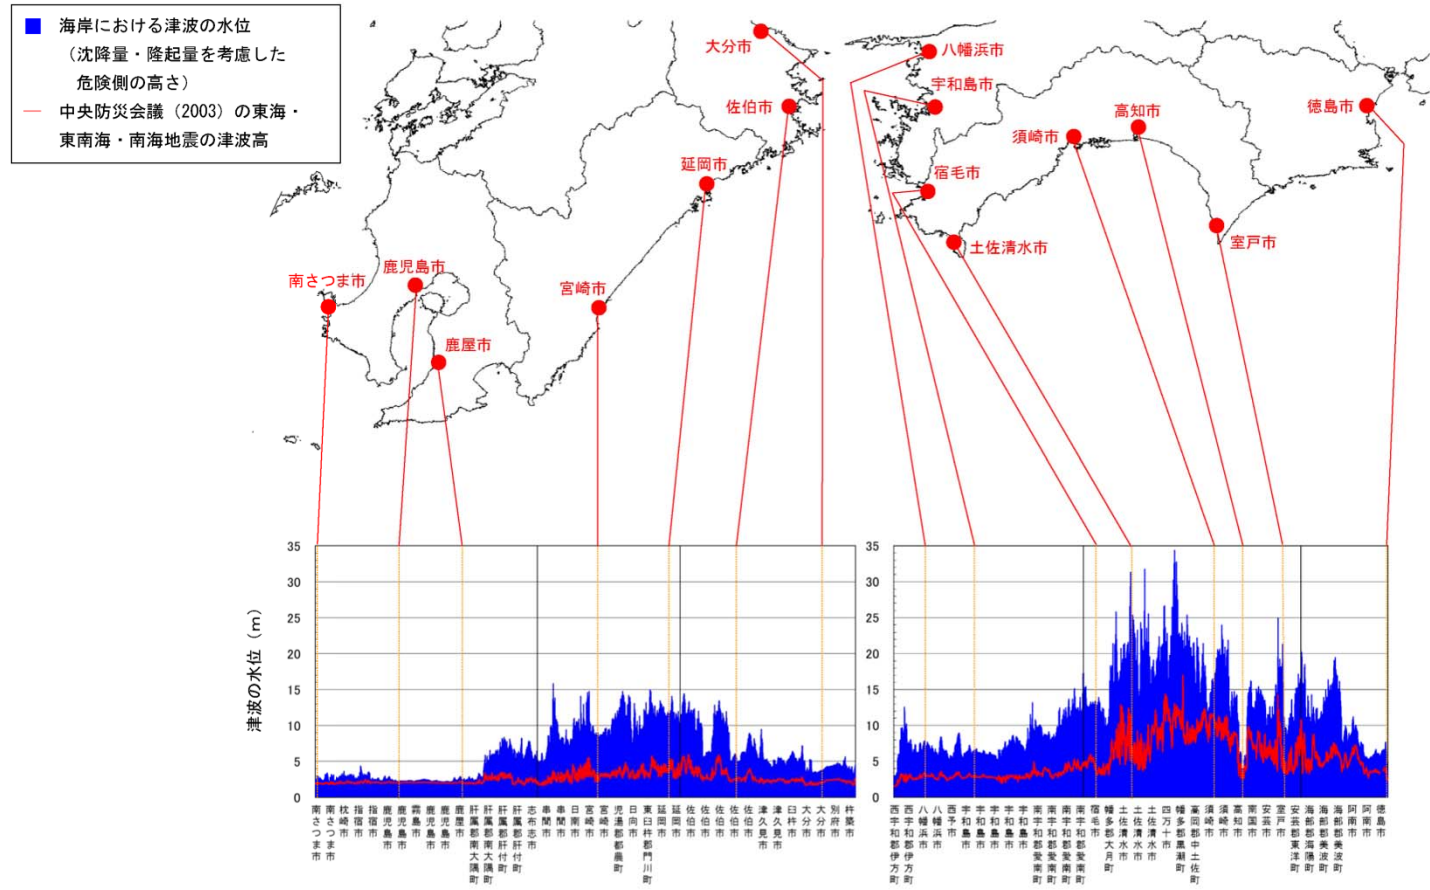 海岸における津波の水位
（沈降量・隆起量を考慮した
危険側の高さ）
中央防災会議（2003）の東海・
東南海・南海地震の津波高
大分市
八幡浜市
宇和島市
佐伯市
高知市
徳島市
須崎市
延岡市
宿毛市
土佐清水市
室戸市
南さつま市
鹿児島市
宮崎市
鹿屋市
津波の水位（m）
35
30
25
20
15
10
5
0
35
30
25
20
15
10
5
0
南さつま市
南さつま市
枕崎市
指宿市
指宿市
鹿児島市
鹿児島市
霧島市
鹿児島市
鹿児島市
鹿屋市
肝属郡南大隅町
肝属郡南大隅町
肝属郡肝付町
肝属郡肝付町
志布志市
串間市
串間市
日南市
宮崎市
宮崎市
児湯郡都農町
日向市
東臼杵郡門川町
延岡市
延岡市
佐伯市
佐伯市
佐伯市
佐伯市
佐伯市
津久見市
津久見市
臼杵市
大分市
大分市
別府市
杵築市
西宇和郡伊方町
西宇和郡伊方町
八幡浜市
八幡浜市
西予市
宇和島市
宇和島市
宇和島市
宇和島市
宇和島市
南宇和郡愛南町
南宇和郡愛南町
南宇和郡愛南町
南宇和郡愛南町
宿毛市
幡多郡大月町
土佐清水市
土佐清水市
土佐清水市
四万十市
幡多郡黒潮町
高岡郡中土佐町
須崎市
須崎市
高知市
南国市
安芸市
室戸市
安芸郡東洋町
海部郡海陽町
海部郡美波町
海部郡美波町
阿南市
阿南市
徳島市